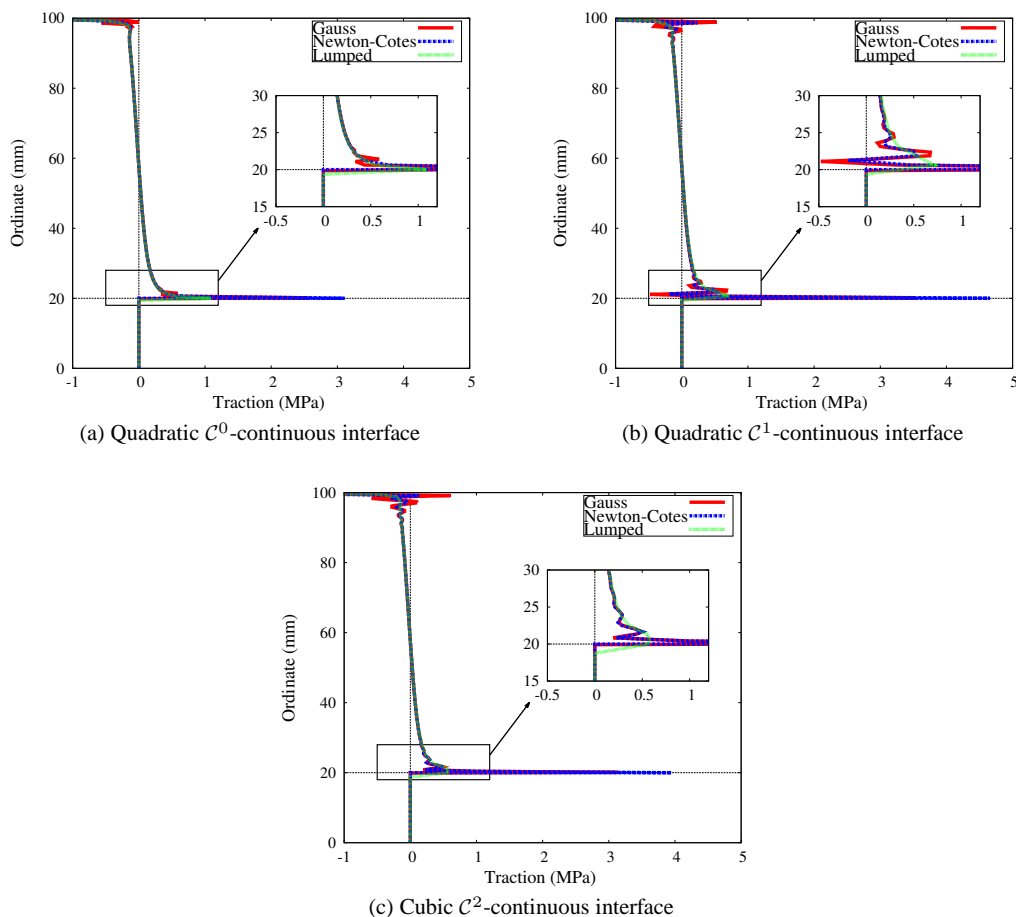 Gauss
Newton-Cotes
Lumped
100
80
60
40
20
0
Ordinate (mm)
30
25
20
15
-0.5 0 0.5 1
-1 0 1 2 3 4 5
Traction (MPa)
(a) Quadratic C⁰-continuous interface
Gauss
Newton-Cotes
Lumped
100
80
60
40
20
0
Ordinate (mm)
30
25
20
15
-0.5 0 0.5 1
-1 0 1 2 3 4 5
Traction (MPa)
(b) Quadratic C¹-continuous interface
Gauss
Newton-Cotes
Lumped
100
80
60
40
20
0
Ordinate (mm)
30
25
20
15
-0.5 0 0.5 1
-1 0 1 2 3 4 5
Traction (MPa)
(c) Cubic C²-continuous interface